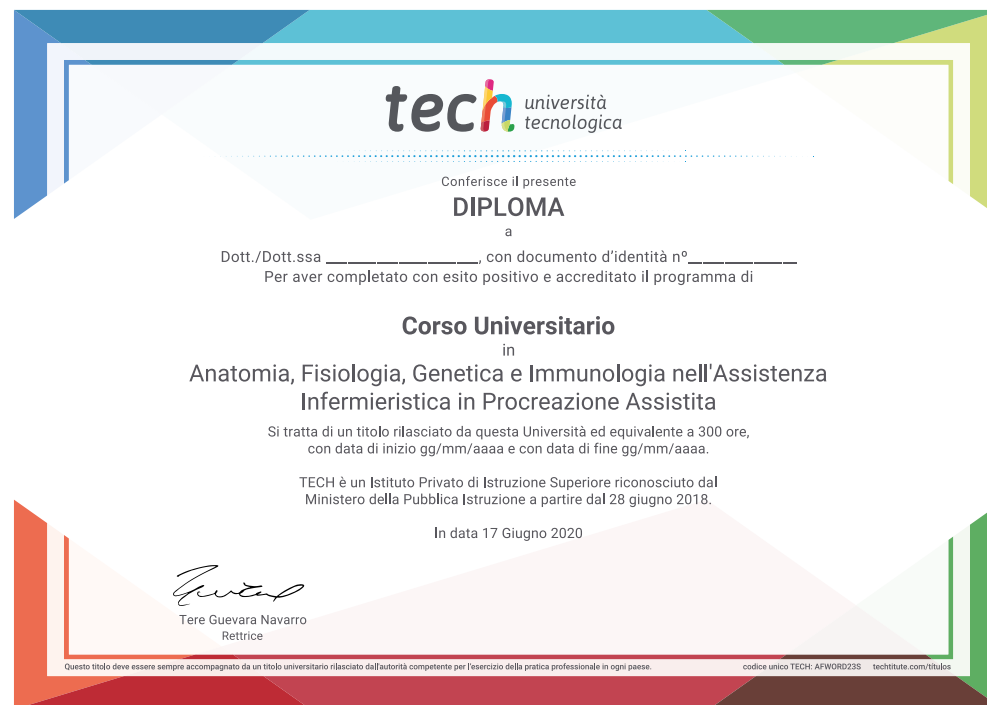 tech università
tecnologica
Conferisce il presente
DIPLOMA
a
Dott./Dott.ssa ____________________, con documento d'identità nº______________
Per aver completato con esito positivo e accreditato il programma di
Corso Universitario
in
Anatomia, Fisiologia, Genetica e Immunologia nell'Assistenza
Infermieristica in Procreazione Assistita
Si tratta di un titolo rilasciato da questa Università ed equivalente a 300 ore,
con data di inizio gg/mm/aaaa e con data di fine gg/mm/aaaa.
TECH è un Istituto Privato di Istruzione Superiore riconosciuto dal
Ministero della Pubblica Istruzione a partire dal 28 giugno 2018.
In data 17 Giugno 2020
Tere Guevara Navarro
Rettrice
Questo titolo deve essere sempre accompagnato da un titolo universitario rilasciato dall'autorità competente per l'esercizio della pratica professionale in ogni paese. codice unico TECH: AFWORD23S techtitute.com/titulos